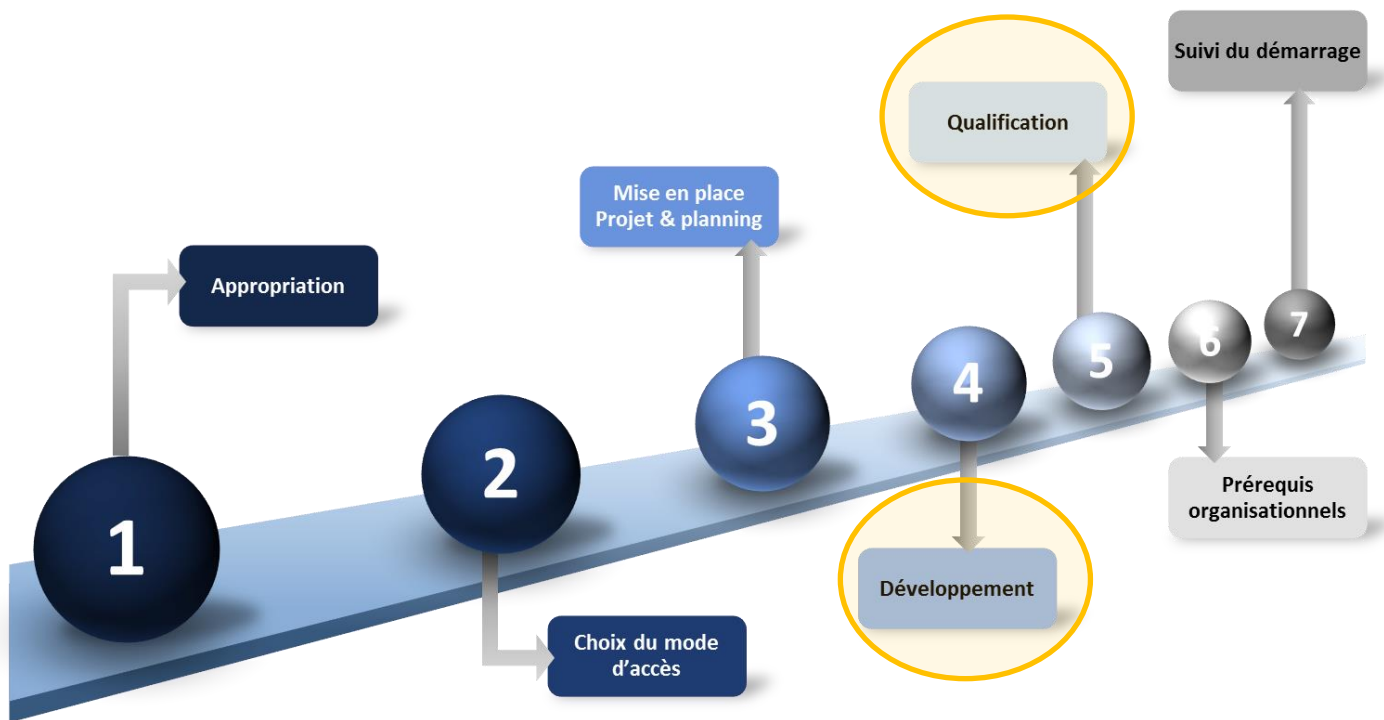 1
Appropriation
2
Choix du mode
d'accès
3
Mise en place
Projet & planning
4
Développement
5
Qualification
6
Prérequis
organisationnels
7
Suivi du démarrage